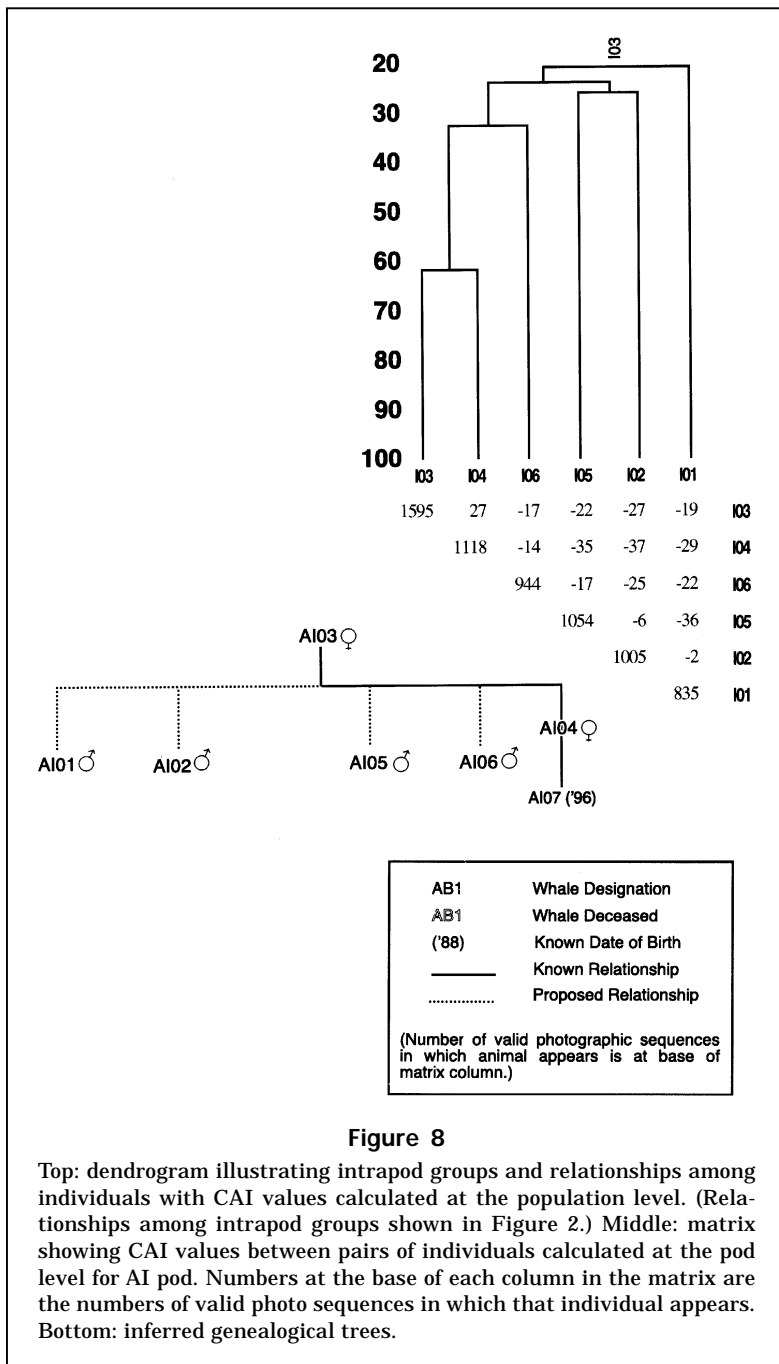 I03
20
30
40
50
60
70
80
90
100
I03 I04 I06 I05 I02 I01
1595 27 -17 -22 -27 -19 I03
1118 -14 -35 -37 -29 I04
944 -17 -25 -22 I06
1054 -6 -36 I05
1005 -2 I02
835 I01
AI03♀
AI04♀
AI01♂ AI02♂ AI05♂ AI06♂
AI07 ('96)
AB1 Whale Designation
AB1 Whale Deceased
('88) Known Date of Birth
Known Relationship
Proposed Relationship
(Number of valid photographic sequences
in which animal appears is at base of
matrix column.)
Figure 8
Top: dendrogram illustrating intrapod groups and relationships among
individuals with CAI values calculated at the population level. (Rela-
tionships among intrapod groups shown in Figure 2.) Middle: matrix
showing CAI values between pairs of individuals calculated at the pod
level for AI pod. Numbers at the base of each column in the matrix are
the numbers of valid photo sequences in which that individual appears.
Bottom: inferred genealogical trees.